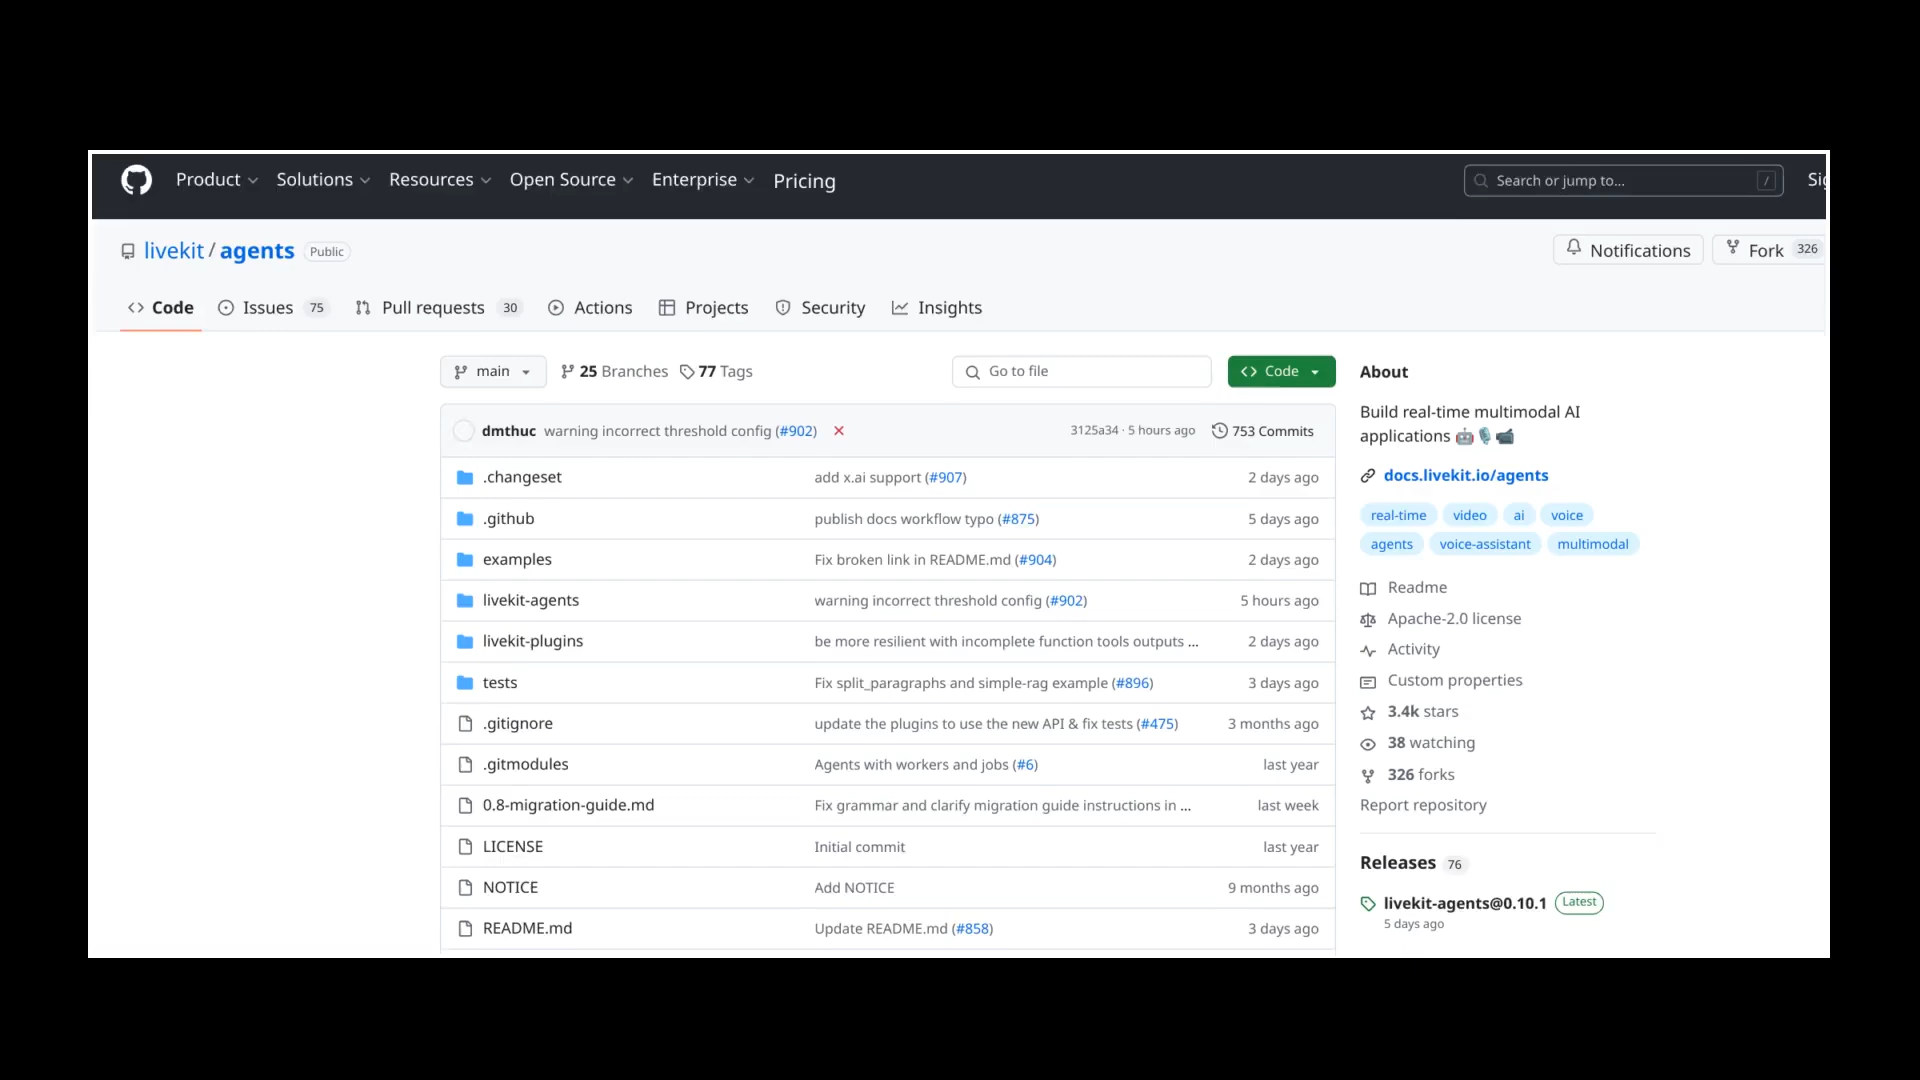 Product Solutions Resources Open Source Enterprise Pricing Search or jump to... /
livekit / agents Public Notifications Fork 326
Code Issues 75 Pull requests 30 Actions Projects Security Insights
main 25 Branches 77 Tags Go to file Code
dmthuc warning incorrect threshold config (#902) 3125a34 · 5 hours ago 753 Commits
.changeset add x.ai support (#907) 2 days ago
.github publish docs workflow typo (#875) 5 days ago
examples Fix broken link in README.md (#904) 2 days ago
livekit-agents warning incorrect threshold config (#902) 5 hours ago
livekit-plugins be more resilient with incomplete function tools outputs ... 2 days ago
tests Fix split_paragraphs and simple-rag example (#896) 3 days ago
.gitignore update the plugins to use the new API & fix tests (#475) 3 months ago
.gitmodules Agents with workers and jobs (#6) last year
0.8-migration-guide.md Fix grammar and clarify migration guide instructions in ... last week
LICENSE Initial commit last year
NOTICE Add NOTICE 9 months ago
README.md Update README.md (#858) 3 days ago
About
Build real-time multimodal AI
applications 🤖🎙️📹
docs.livekit.io/agents
real-time video ai voice
agents voice-assistant multimodal
Readme
Apache-2.0 license
Activity
Custom properties
3.4k stars
38 watching
326 forks
Report repository
Releases 76
livekit-agents@0.10.1 Latest
5 days ago